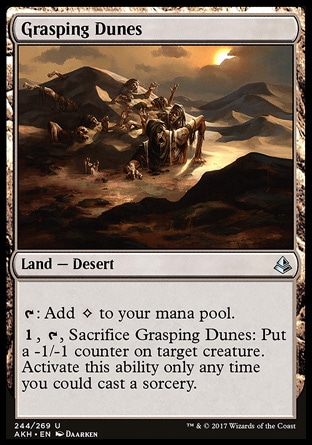 Grasping Dunes
Land — Desert
: Add to your mana pool.
1, , Sacrifice Grasping Dunes: Put
a -1/-1 counter on target creature.
Activate this ability only any time
you could cast a sorcery.
244/269 U
AKH • EN DAARKEN
™ & © 2017 Wizards of the Coast